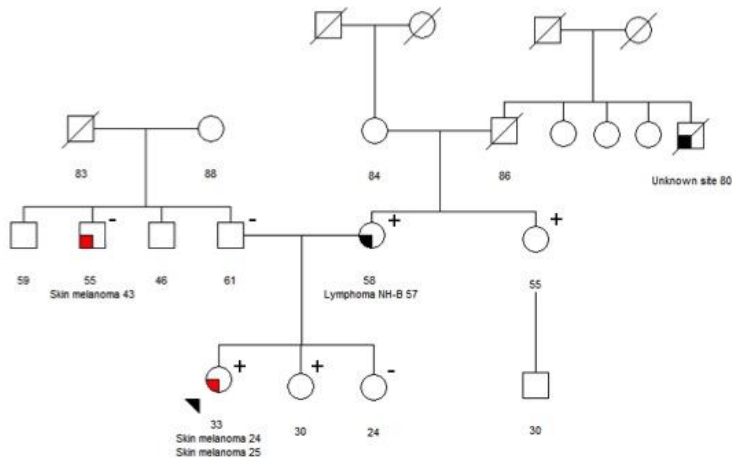 83
88
84
86
Unknown site 80
- - + +
59
55
46
61
58
55
Skin melanoma 43
Lymphoma NH-B 57
+ + -
33
30
24
30
Skin melanoma 24
Skin melanoma 25